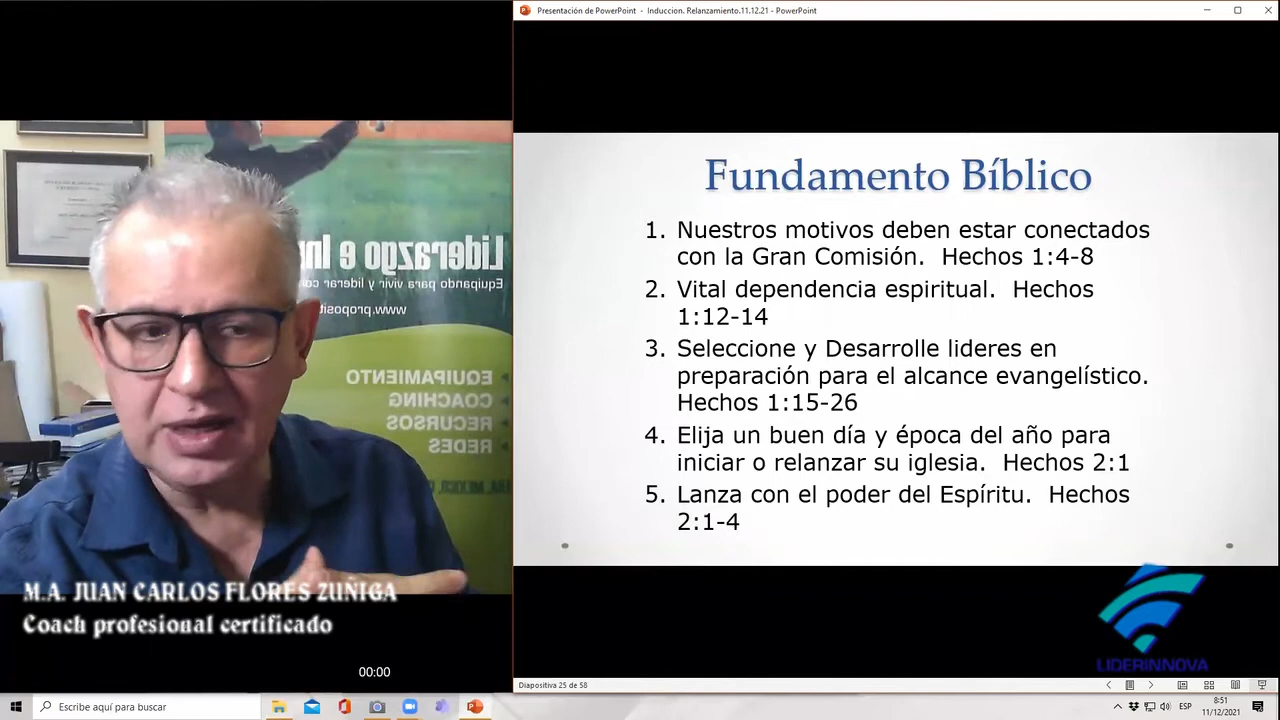 Presentación de PowerPoint - Induccion. Relanzamiento.11.12.21 - PowerPoint
Liderazgo e In
Equipando para vivir y liderar con
www.proposit
EQUIPAMIENTO
COACHING
RECURSOS
REDES
M.A. JUAN CARLOS FLORES ZUÑIGA
Coach profesional certificado
00:00
Fundamento Bíblico
1. Nuestros motivos deben estar conectados
con la Gran Comisión. Hechos 1:4-8
2. Vital dependencia espiritual. Hechos
1:12-14
3. Seleccione y Desarrolle lideres en
preparación para el alcance evangelístico.
Hechos 1:15-26
4. Elija un buen día y época del año para
iniciar o relanzar su iglesia. Hechos 2:1
5. Lanza con el poder del Espíritu. Hechos
2:1-4
LIDERINNOVA
Diapositiva 25 de 58
Escribe aquí para buscar
ESP
8:51
11/12/2021